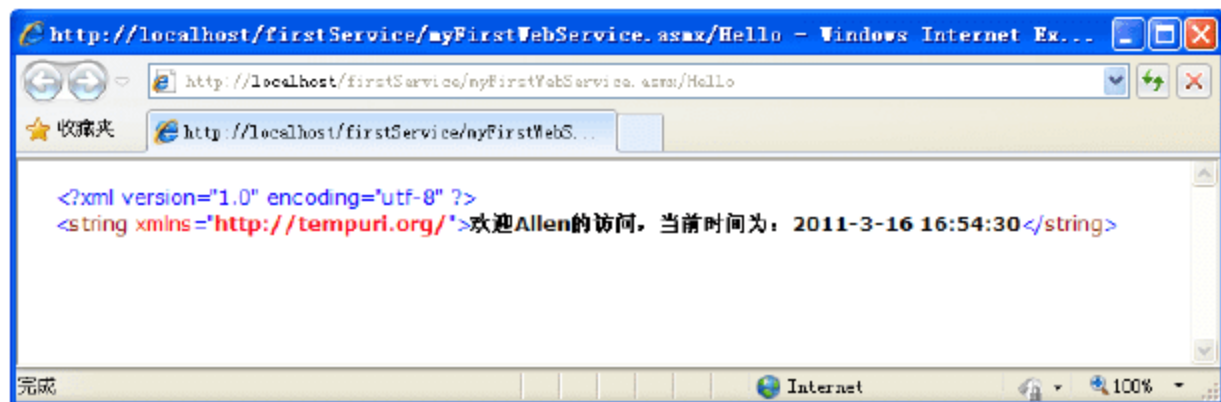 http://localhost/firstService/myFirstWebService.asmx/Hello - Windows Internet Ex...
http://localhost/firstService/myFirstWebService.asmx/Hello
收藏夹
http://localhost/firstService/myFirstWebS...
<?xml version="1.0" encoding="utf-8" ?>
<string xmlns="http://tempuri.org/">欢迎Allen的访问，当前时间为：2011-3-16 16:54:30</string>
完成
Internet
100%